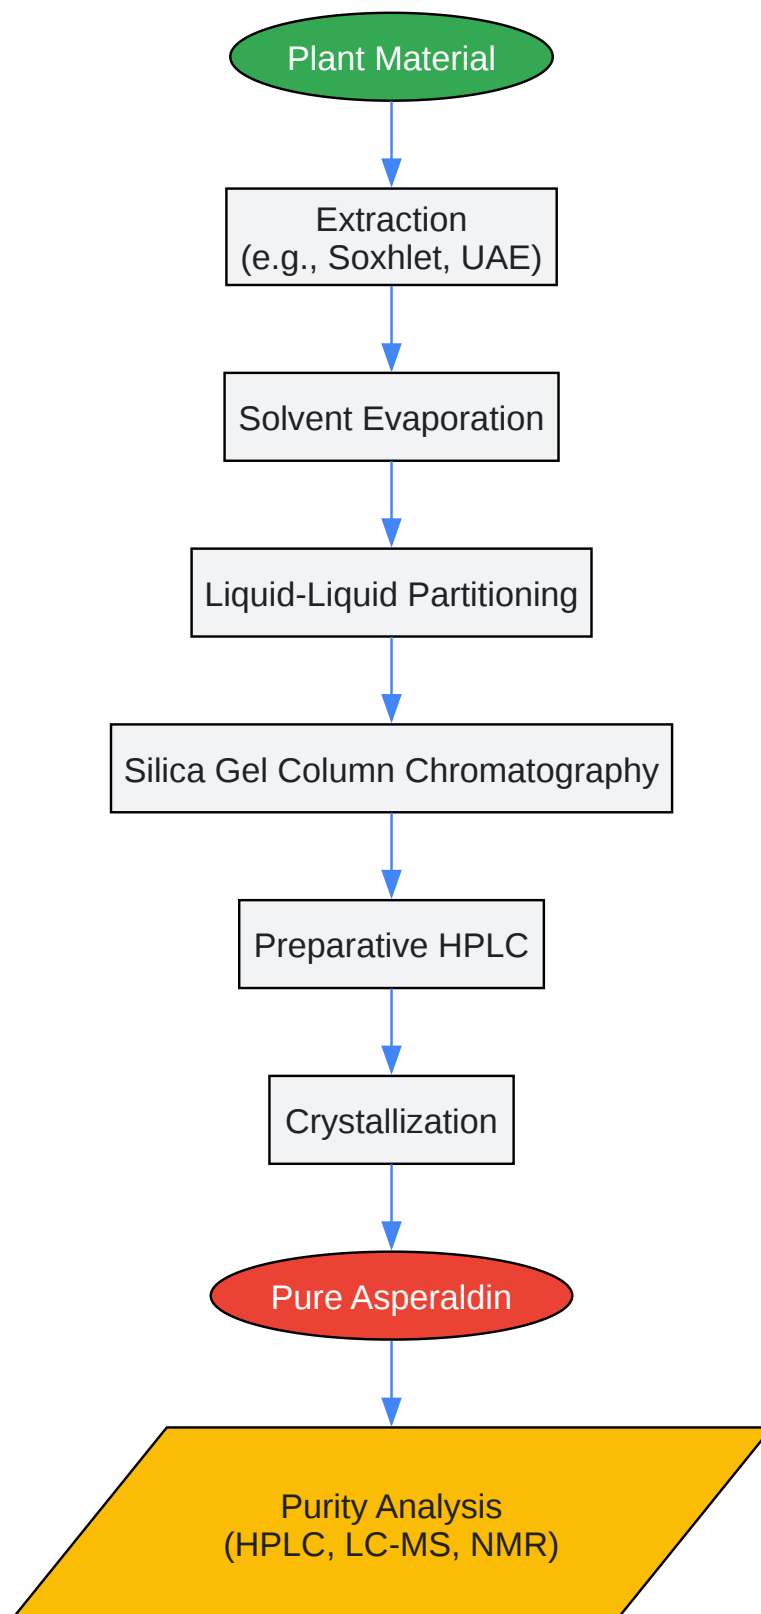 Plant Material
Extraction
(e.g., Soxhlet, UAE)
Solvent Evaporation
Liquid-Liquid Partitioning
Silica Gel Column Chromatography
Preparative HPLC
Crystallization
Pure Asperaldin
Purity Analysis
(HPLC, LC-MS, NMR)